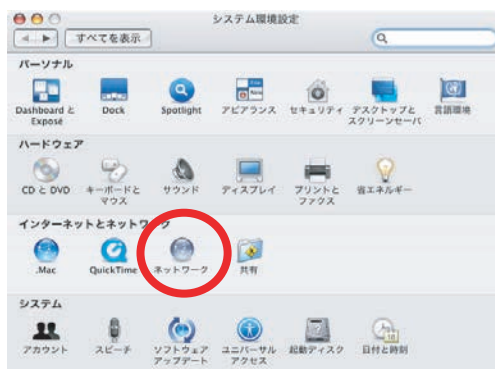 システム環境設定
すべてを表示
パーソナル
Dashboard と Exposé
Dock
Spotlight
アピアランス
セキュリティ
デスクトップと スクリーンセーバ
言語環境
ハードウェア
CD と DVD
キーボードと マウス
サウンド
ディスプレイ
プリントと ファクス
省エネルギー
インターネットとネットワーク
.Mac
QuickTime
ネットワーク
共有
システム
アカウント
スピーチ
ソフトウェア アップデート
ユニバーサル アクセス
起動ディスク
日付と時刻